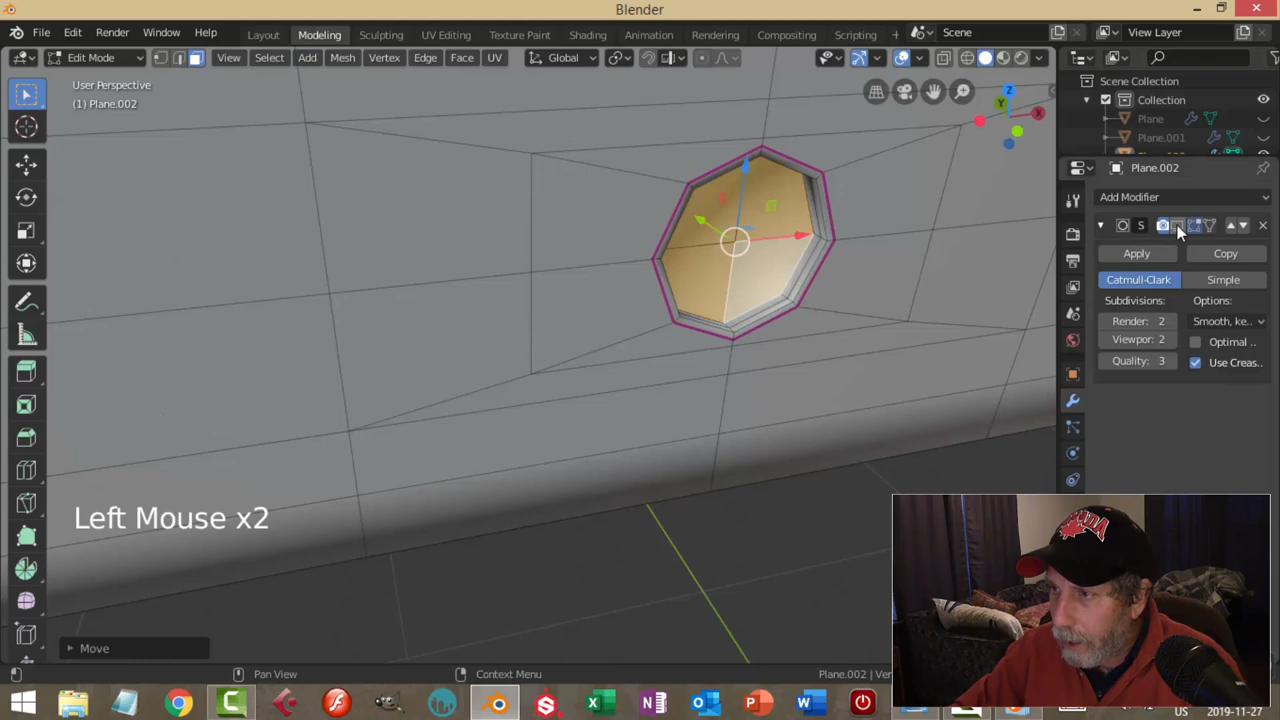 Blender
File Edit Render Window Help
Layout Modeling Sculpting UV Editing Texture Paint Shading Animation Rendering Compositing Scripting
Scene
View Layer
Edit Mode
View Select Add Mesh Vertex Edge Face UV
Global
User Perspective
(1) Plane.002
Z
Y
X
Scene Collection
Collection
Plane
Plane.001
Plane.002
Add Modifier
S
Apply Copy
Catmull-Clark Simple
Subdivisions: Options:
Render: 2 Smooth, ke..
Viewpor: 2 Optimal ..
Quality: 3 Use Creas..
Left Mouse x2
Move
Pan View
Context Menu
Plane.002 | Ver
CANADA
US
2019-11-27